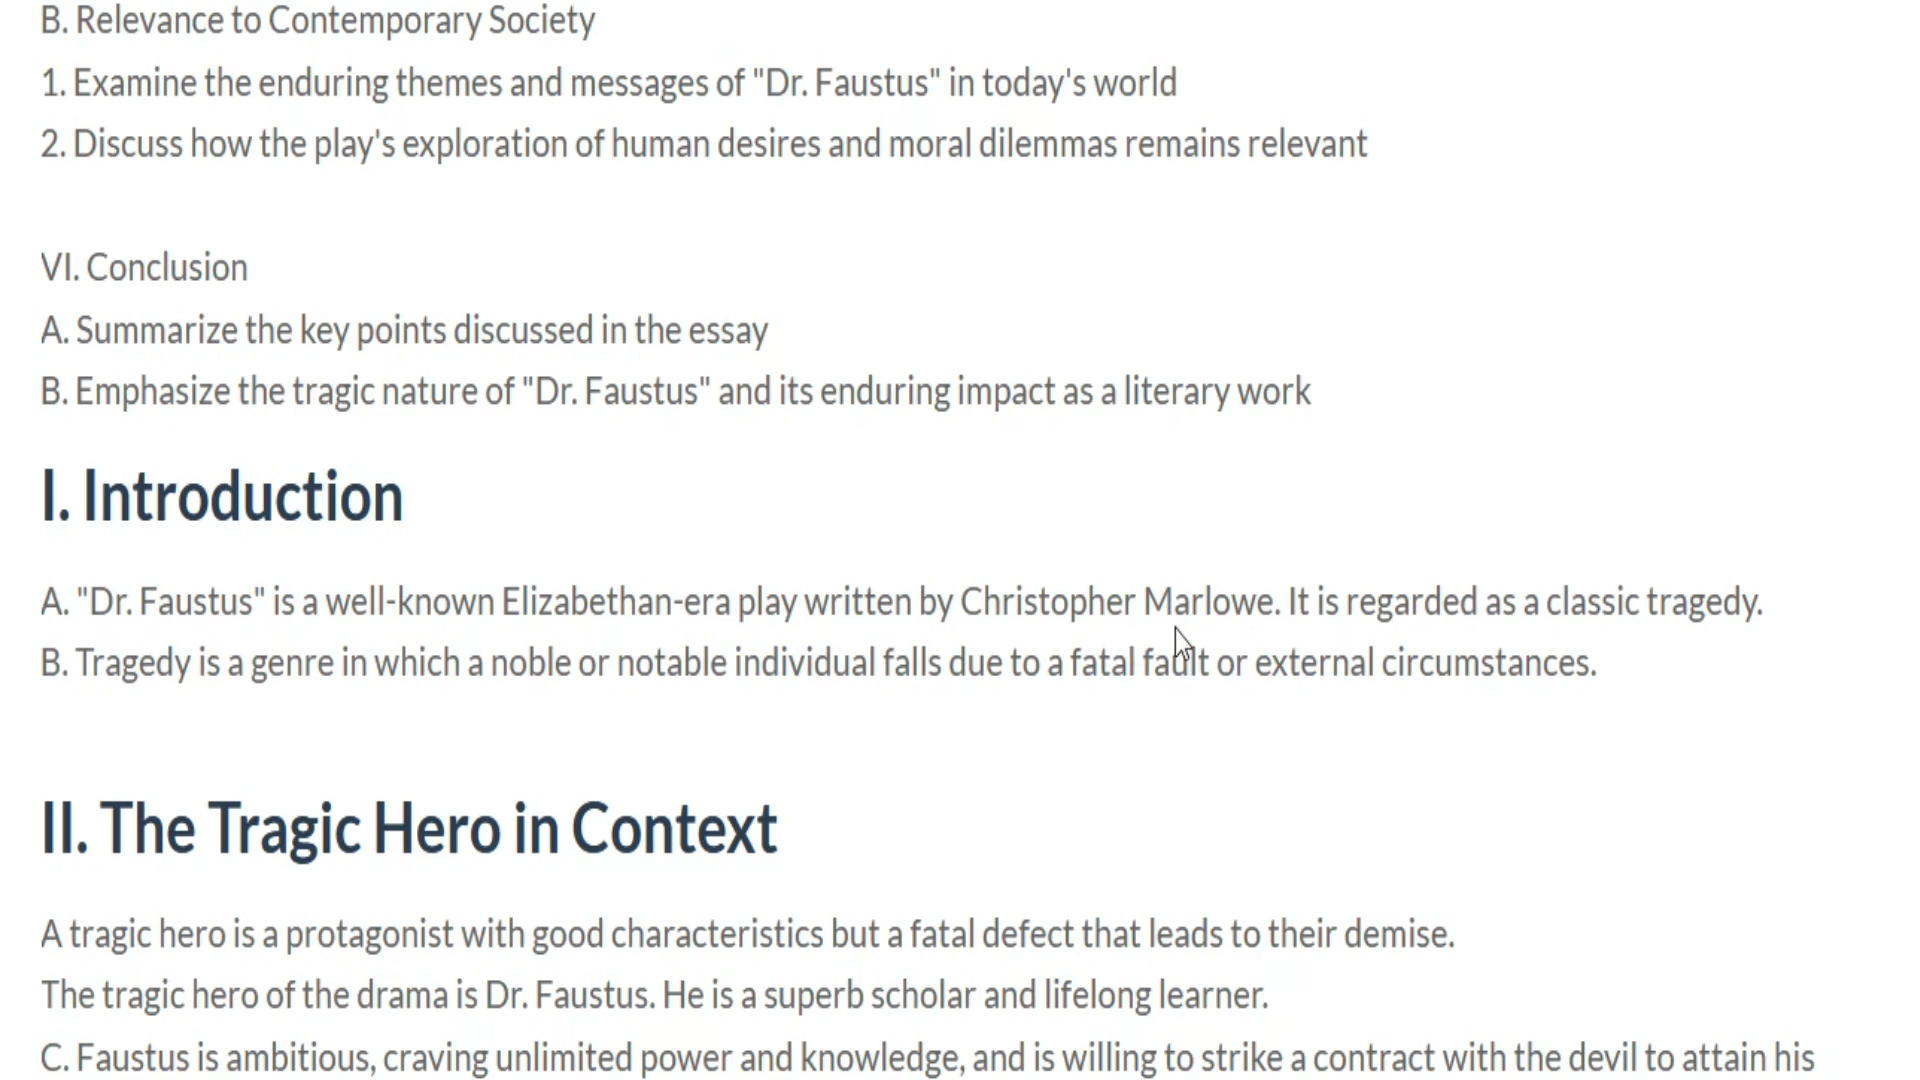 B. Relevance to Contemporary Society
1. Examine the enduring themes and messages of "Dr. Faustus" in today's world
2. Discuss how the play's exploration of human desires and moral dilemmas remains relevant
VI. Conclusion
A. Summarize the key points discussed in the essay
B. Emphasize the tragic nature of "Dr. Faustus" and its enduring impact as a literary work
I. Introduction
A. "Dr. Faustus" is a well-known Elizabethan-era play written by Christopher Marlowe. It is regarded as a classic tragedy.
B. Tragedy is a genre in which a noble or notable individual falls due to a fatal fault or external circumstances.
II. The Tragic Hero in Context
A tragic hero is a protagonist with good characteristics but a fatal defect that leads to their demise.
The tragic hero of the drama is Dr. Faustus. He is a superb scholar and lifelong learner.
C. Faustus is ambitious, craving unlimited power and knowledge, and is willing to strike a contract with the devil to attain his